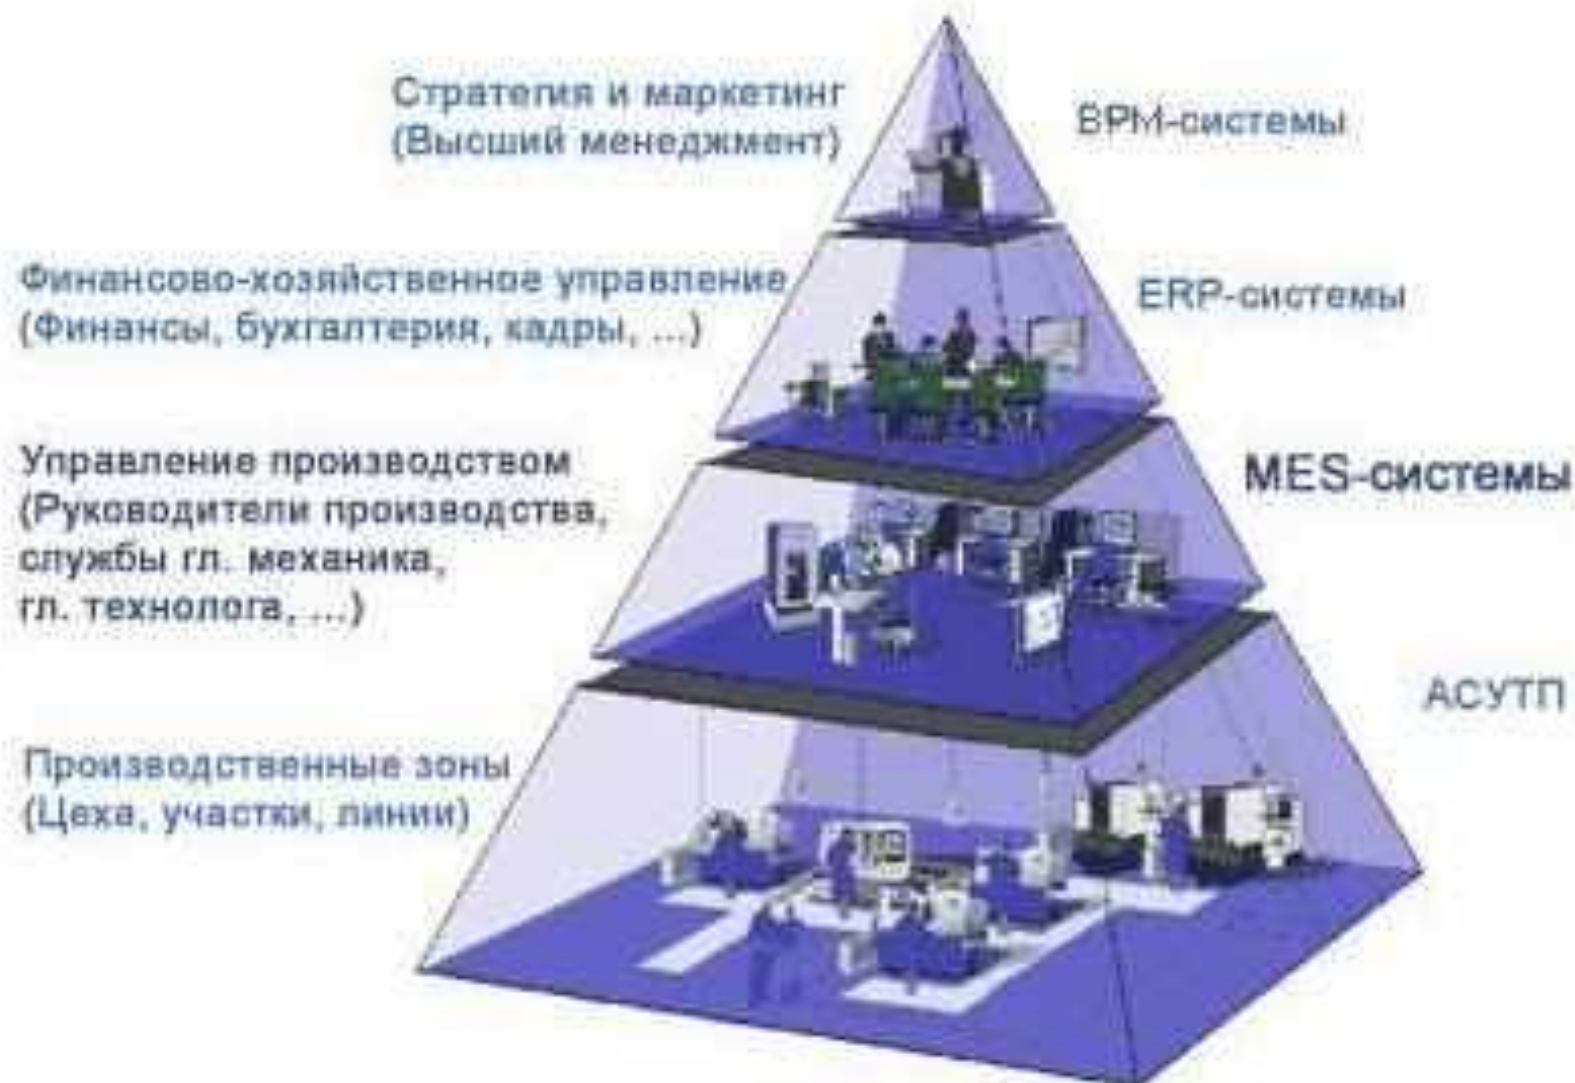 Стратегия и маркетинг
(Высший менеджмент)
BPM-системы
Финансово-хозяйственное управление
(Финансы, бухгалтерия, кадры, ...)
ERP-системы
Управление производством
(Руководители производства,
службы гл. механика,
гл. технолога, ...)
MES-системы
АСУТП
Производственные зоны
(Цеха, участки, линии)